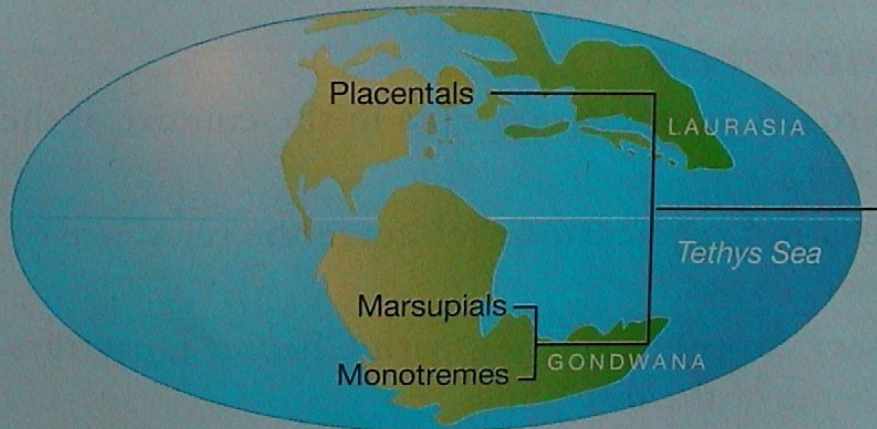 Placentals
LAURASIA
Tethys Sea
Marsupials
Monotremes
GONDWANA